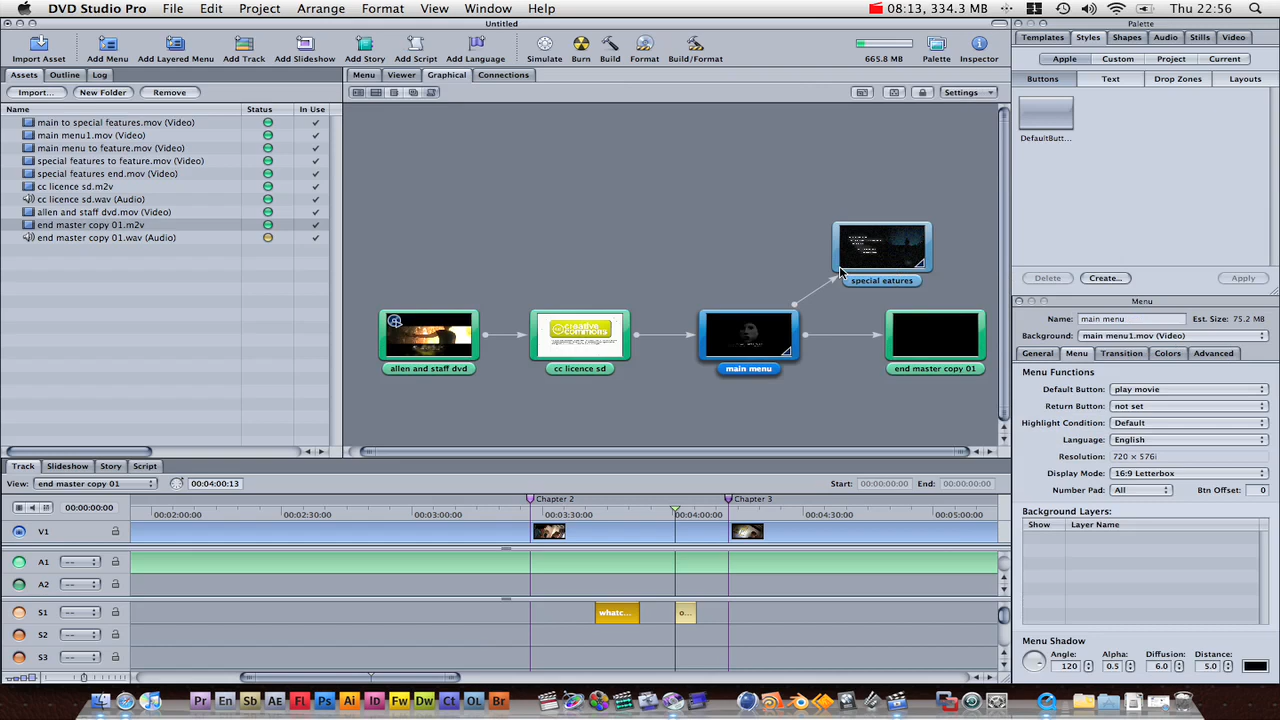 DVD Studio Pro File Edit Project Arrange Format View Window Help 08:13, 334.3 MB Thu 22:56
Untitled
Import Asset Add Menu Add Layered Menu Add Track Add Slideshow Add Story Add Script Add Language Simulate Burn Build Format Build/Format 665.8 MB Palette Inspector
Assets Outline Log
Import... New Folder Remove
Name Status In Use
main to special features.mov (Video)
main menu1.mov (Video)
main menu to feature.mov (Video)
special features to feature.mov (Video)
special features end.mov (Video)
cc licence sd.m2v
cc licence sd.wav (Audio)
allen and staff dvd.mov (Video)
end master copy 01.m2v
end master copy 01.wav (Audio)
Menu Viewer Graphical Connections
Settings
special eatures
creative commons
allen and staff dvd cc licence sd main menu end master copy 01
Palette
Templates Styles Shapes Audio Stills Video
Apple Custom Project Current
Buttons Text Drop Zones Layouts
DefaultButt...
Delete Create... Apply
Menu
Name: main menu Est. Size: 75.2 MB
Background: main menu1.mov (Video)
General Menu Transition Colors Advanced
Menu Functions
Default Button: play movie
Return Button: not set
Highlight Condition: Default
Language: English
Resolution: 720 × 576i
Display Mode: 16:9 Letterbox
Number Pad: All Btn Offset: 0
Background Layers:
Show Layer Name
Menu Shadow
Angle: Alpha: Diffusion: Distance:
120 0.5 6.0 5.0
Track Slideshow Story Script
View: end master copy 01 00:04:00:13 Start: 00:00:00:00 End: 00:00:00:00
Chapter 2 Chapter 3
00:00:00:00 00:02:00:00 00:02:30:00 00:03:00:00 00:03:30:00 00:04:00:00 00:04:30:00 00:05:00:00
V1
A1 --
A2 --
S1 -- whatc... o...
S2 --
S3 --
Pr En Sb AE Fl Ps Ai Id Fw Dw Ct OL Br